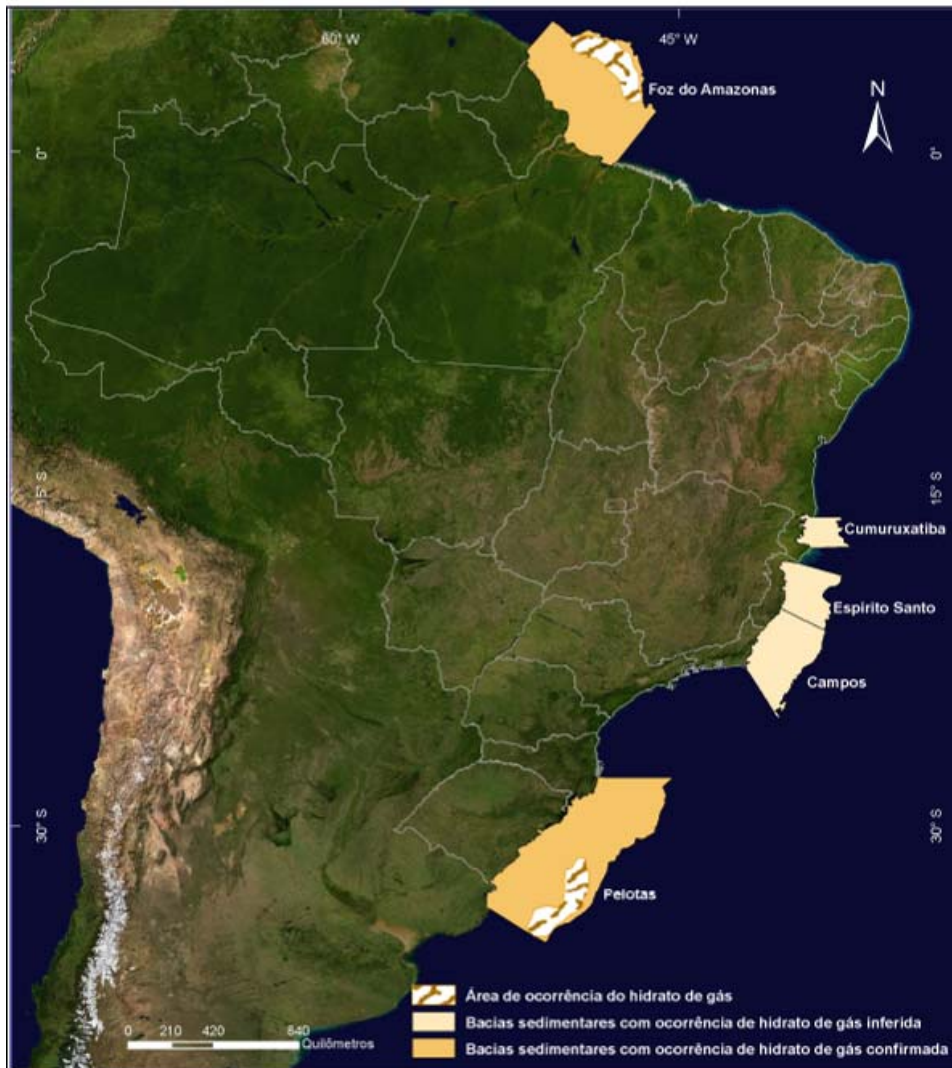 60° W
45° W
Foz do Amazonas
N
0°
0°
15° S
15° S
Cumuruxatiba
Espirito Santo
Campos
30° S
30° S
Pelotas
Área de ocorrência do hidrato de gás
Bacias sedimentares com ocorrência de hidrato de gás inferida
Bacias sedimentares com ocorrência de hidrato de gás confirmada
0 210 420 840
Quilômetros